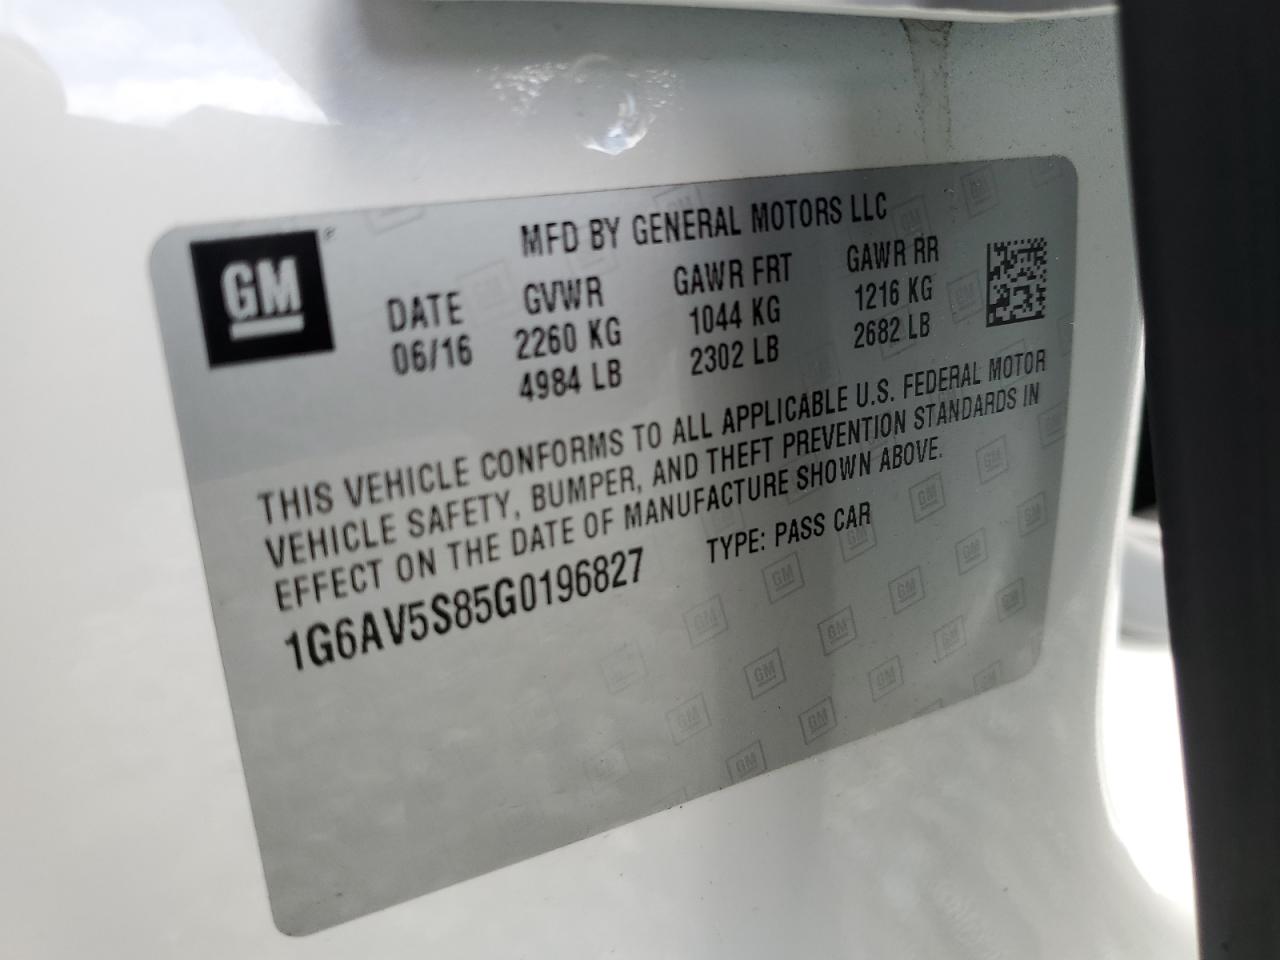 MFD BY GENERAL MOTORS LLC
GM
DATE GVWR GAWR FRT GAWR RR
06/16 2260 KG 1044 KG 1216 KG
4984 LB 2302 LB 2682 LB
THIS VEHICLE CONFORMS TO ALL APPLICABLE U.S. FEDERAL MOTOR
VEHICLE SAFETY, BUMPER, AND THEFT PREVENTION STANDARDS IN
EFFECT ON THE DATE OF MANUFACTURE SHOWN ABOVE.
1G6AV5S85G0196827 TYPE: PASS CAR